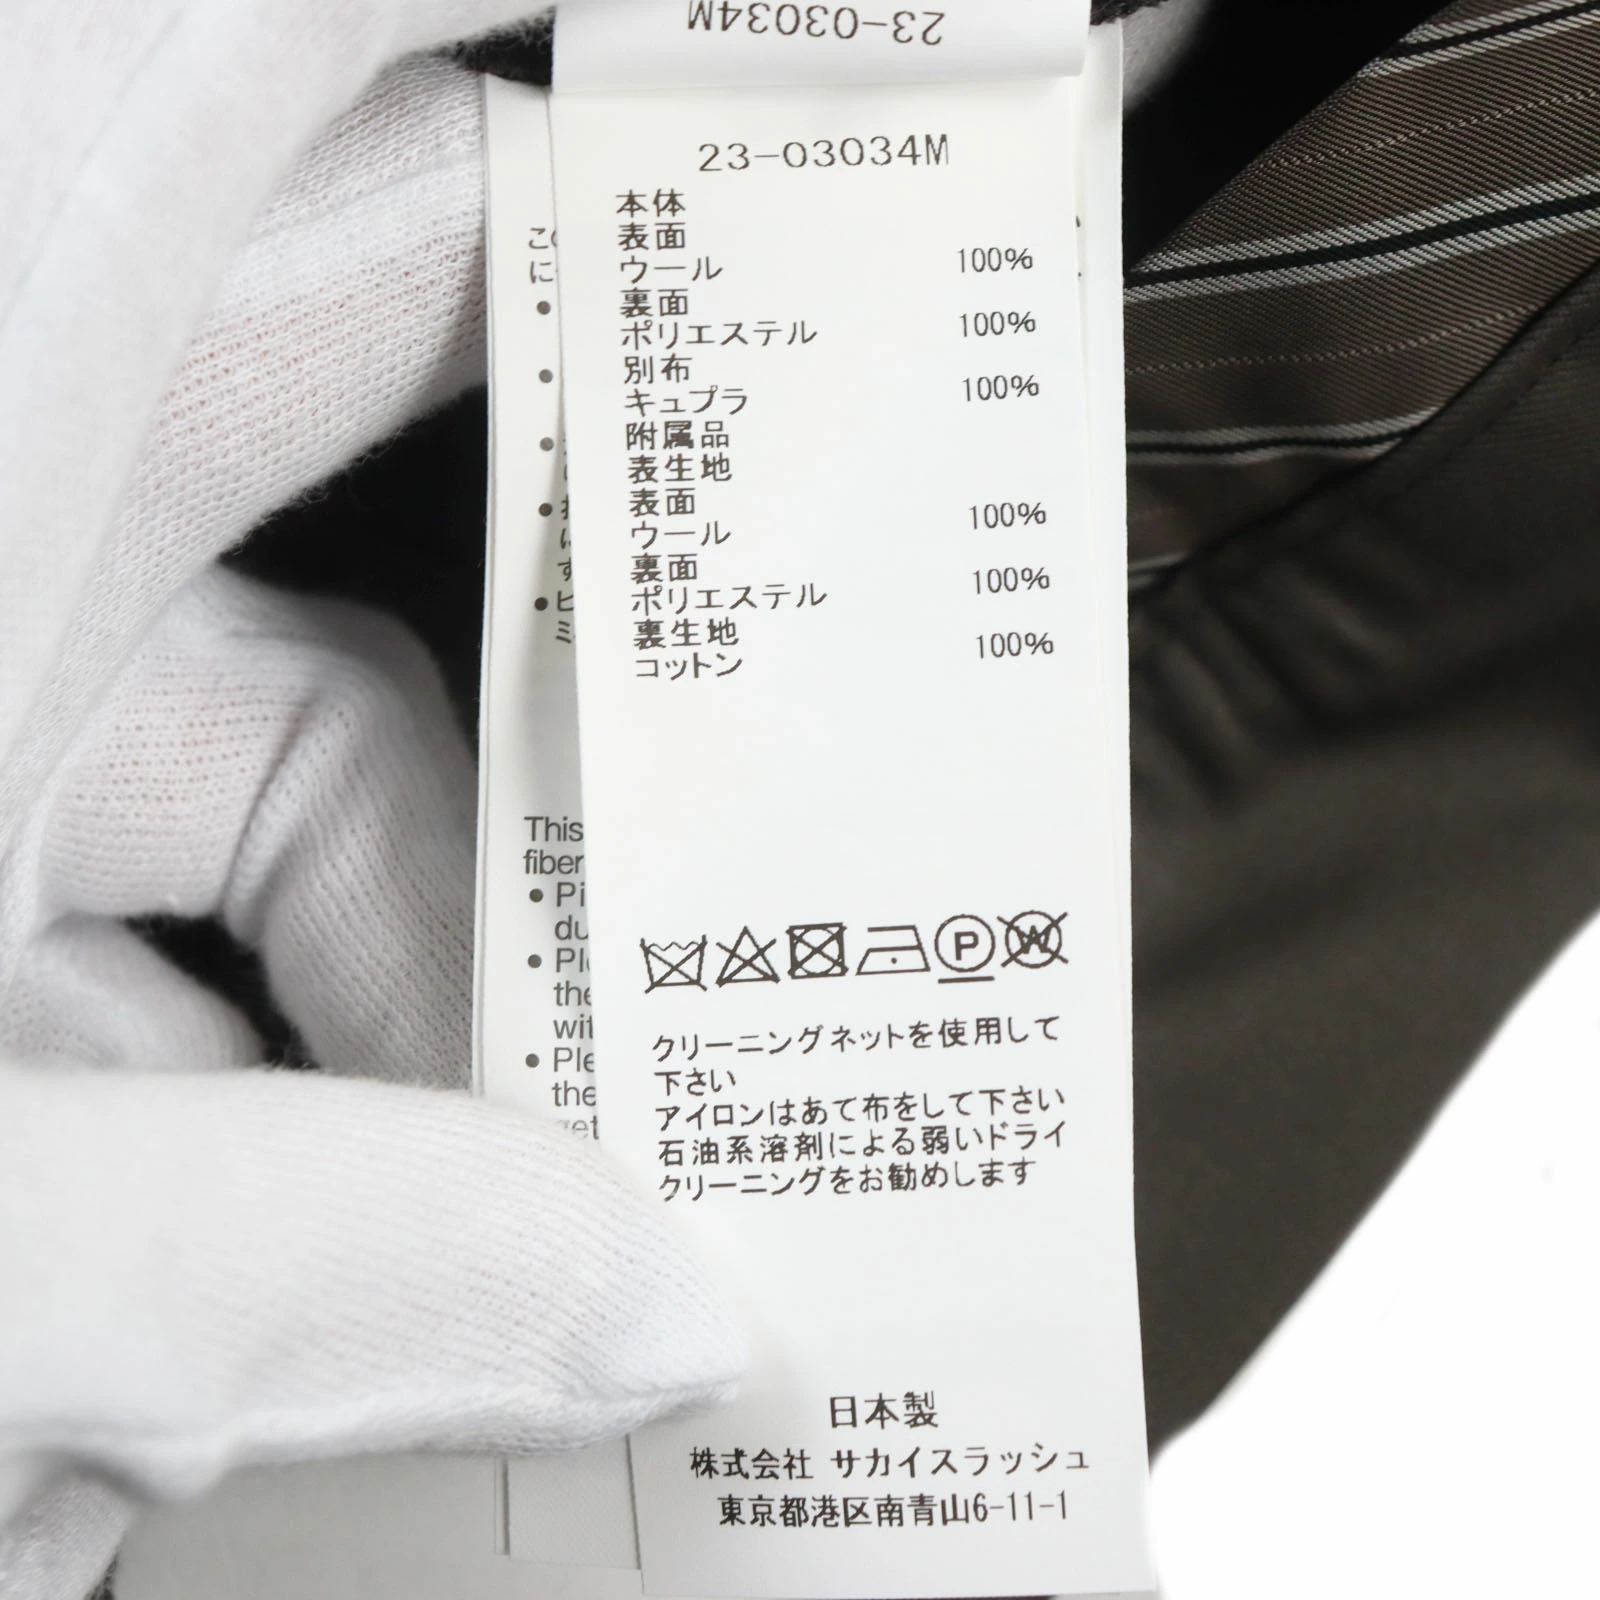 23-03034M
23-03034M
本体
表面
ウール 100%
裏面
ポリエステル 100%
別布
キュプラ 100%
附属品
表生地
表面
ウール 100%
裏面
ポリエステル 100%
裏生地
コットン 100%
P W
クリーニングネットを使用して
下さい
アイロンはあて布をして下さい
石油系溶剤による弱いドライ
クリーニングをお勧めします
日本製
株式会社 サカイスラッシュ
東京都港区南青山6-11-1
This